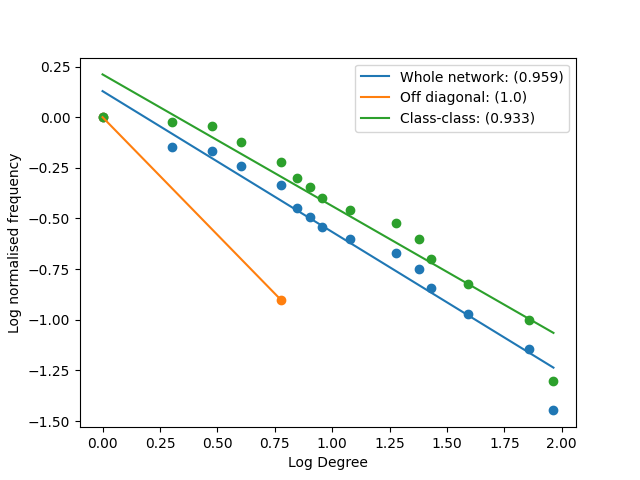 Whole network: (0.959)
Off diagonal: (1.0)
Class-class: (0.933)
Log normalised frequency
0.25
0.00
−0.25
−0.50
−0.75
−1.00
−1.25
−1.50
0.00 0.25 0.50 0.75 1.00 1.25 1.50 1.75 2.00
Log Degree